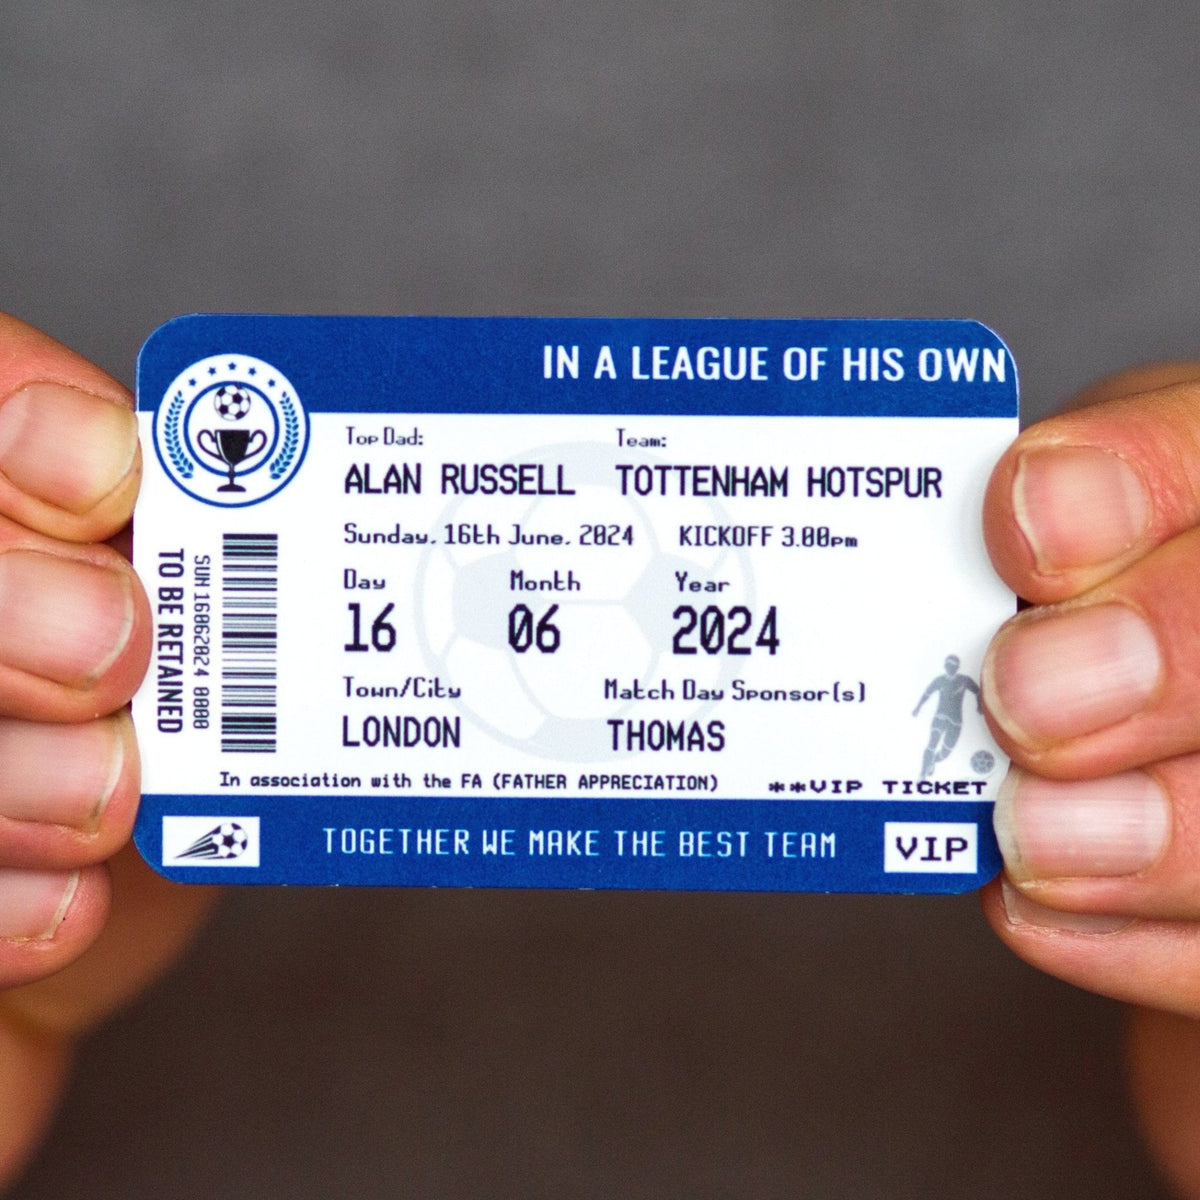 IN A LEAGUE OF HIS OWN
Top Dad: Team:
ALAN RUSSELL TOTTENHAM HOTSPUR
Sunday. 16th June. 2024 KICKOFF 3.00pm
Day Month Year
16 06 2024
Town/City Match Day Sponsor(s)
LONDON THOMAS
In association with the FA (FATHER APPRECIATION) **VIP TICKET
TOGETHER WE MAKE THE BEST TEAM VIP
TO BE RETAINED
SUN 16062024 0000